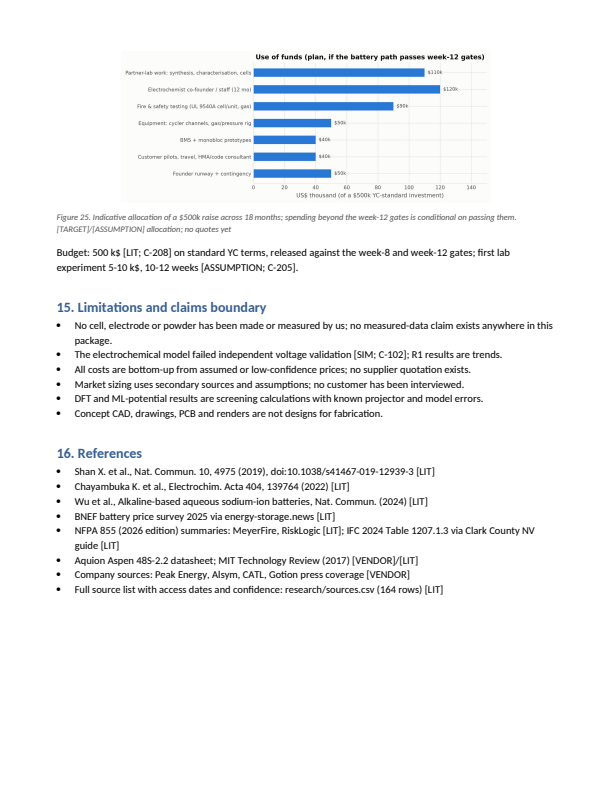 Use of funds (plan, if the battery path passes week-12 gates)
Partner-lab work: synthesis, characterisation, cells
$110k
Electrochemist co-founder / staff (12 mo)
$120k
Fire & safety testing (UL 9540A cell/unit, gas)
$90k
Equipment: cycler channels, gas/pressure rig
$50k
BMS + monobloc prototypes
$40k
Customer pilots, travel, HMA/code consultant
$40k
Founder runway + contingency
$50k
0 20 40 60 80 100 120 140
US$ thousand (of a $500k YC-standard investment)
Figure 25. Indicative allocation of a $500k raise across 18 months; spending beyond the week-12 gates is conditional on passing them.
[TARGET]/[ASSUMPTION] allocation; no quotes yet
Budget: 500 k$ [LIT; C-208] on standard YC terms, released against the week-8 and week-12 gates; first lab
experiment 5-10 k$, 10-12 weeks [ASSUMPTION; C-205].
15. Limitations and claims boundary
• No cell, electrode or powder has been made or measured by us; no measured-data claim exists anywhere in this
package.
• The electrochemical model failed independent voltage validation [SIM; C-102]; R1 results are trends.
• All costs are bottom-up from assumed or low-confidence prices; no supplier quotation exists.
• Market sizing uses secondary sources and assumptions; no customer has been interviewed.
• DFT and ML-potential results are screening calculations with known projector and model errors.
• Concept CAD, drawings, PCB and renders are not designs for fabrication.
16. References
• Shan X. et al., Nat. Commun. 10, 4975 (2019), doi:10.1038/s41467-019-12939-3 [LIT]
• Chayambuka K. et al., Electrochim. Acta 404, 139764 (2022) [LIT]
• Wu et al., Alkaline-based aqueous sodium-ion batteries, Nat. Commun. (2024) [LIT]
• BNEF battery price survey 2025 via energy-storage.news [LIT]
• NFPA 855 (2026 edition) summaries: MeyerFire, RiskLogic [LIT]; IFC 2024 Table 1207.1.3 via Clark County NV
guide [LIT]
• Aquion Aspen 48S-2.2 datasheet; MIT Technology Review (2017) [VENDOR]/[LIT]
• Company sources: Peak Energy, Alsym, CATL, Gotion press coverage [VENDOR]
• Full source list with access dates and confidence: research/sources.csv (164 rows) [LIT]